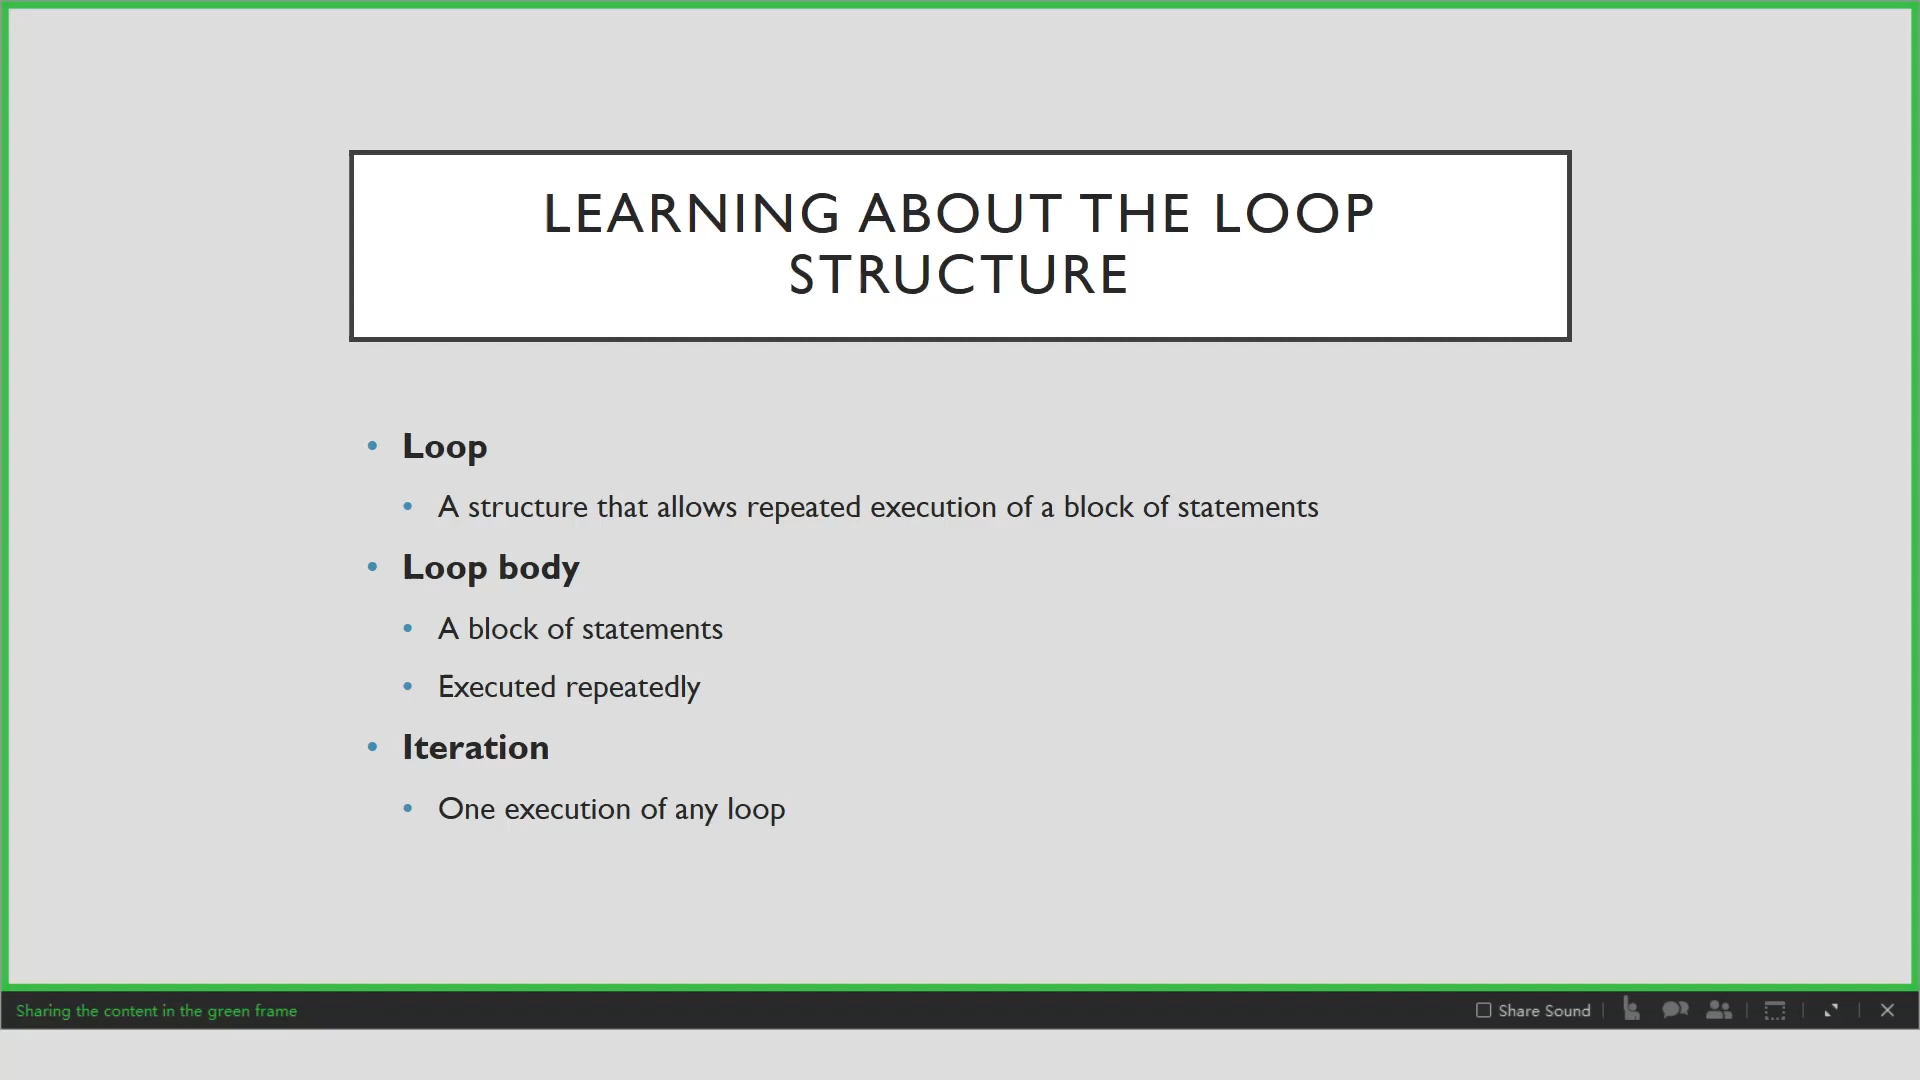 LEARNING ABOUT THE LOOP
STRUCTURE
• Loop
• A structure that allows repeated execution of a block of statements
• Loop body
• A block of statements
• Executed repeatedly
• Iteration
• One execution of any loop
Sharing the content in the green frame
Share Sound